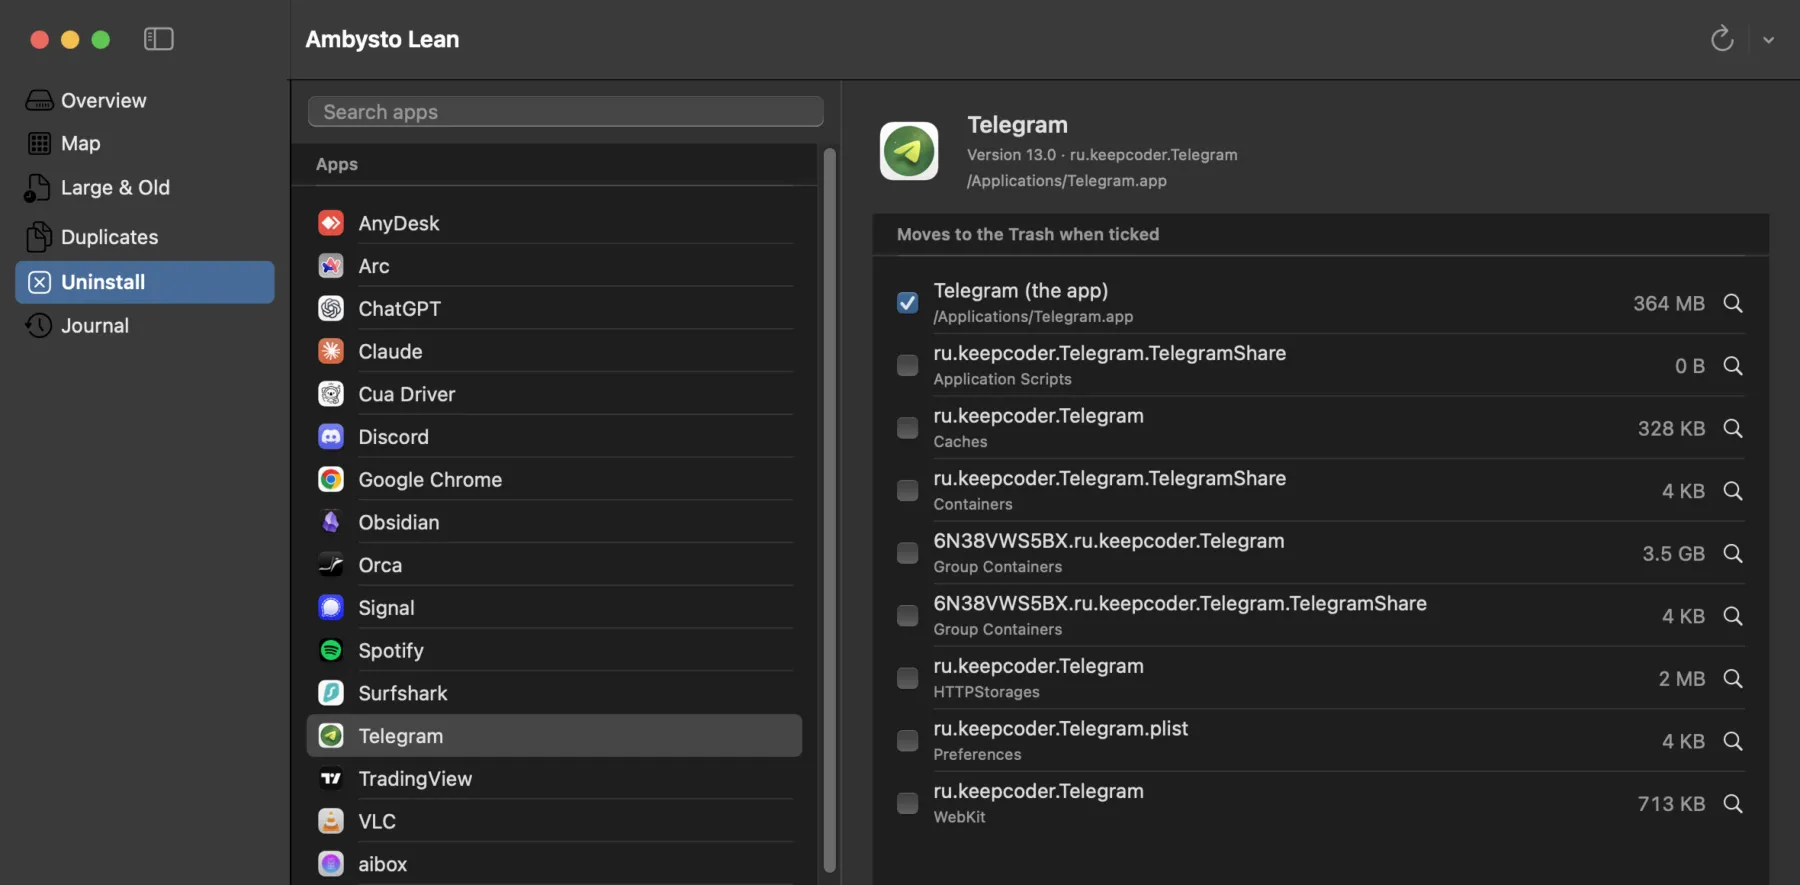 Ambysto Lean
Overview
Map
Large & Old
Duplicates
Uninstall
Journal
Search apps
Apps
AnyDesk
Arc
ChatGPT
Claude
Cua Driver
Discord
Google Chrome
Obsidian
Orca
Signal
Spotify
Surfshark
Telegram
TradingView
VLC
aibox
Telegram
Version 13.0 · ru.keepcoder.Telegram
/Applications/Telegram.app
Moves to the Trash when ticked
Telegram (the app)
/Applications/Telegram.app
364 MB
ru.keepcoder.Telegram.TelegramShare
Application Scripts
0 B
ru.keepcoder.Telegram
Caches
328 KB
ru.keepcoder.Telegram.TelegramShare
Containers
4 KB
6N38VWS5BX.ru.keepcoder.Telegram
Group Containers
3.5 GB
6N38VWS5BX.ru.keepcoder.Telegram.TelegramShare
Group Containers
4 KB
ru.keepcoder.Telegram
HTTPStorages
2 MB
ru.keepcoder.Telegram.plist
Preferences
4 KB
ru.keepcoder.Telegram
WebKit
713 KB